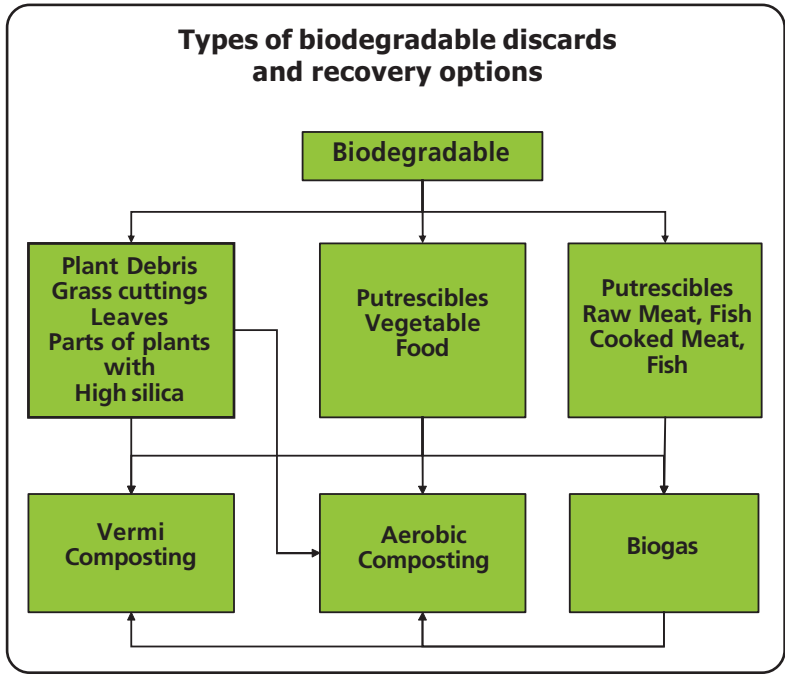 Types of biodegradable discards
and recovery options
Biodegradable
Plant Debris
Grass cuttings
Leaves
Parts of plants
with
High silica
Putrescibles
Vegetable
Food
Putrescibles
Raw Meat, Fish
Cooked Meat,
Fish
Vermi
Composting
Aerobic
Composting
Biogas